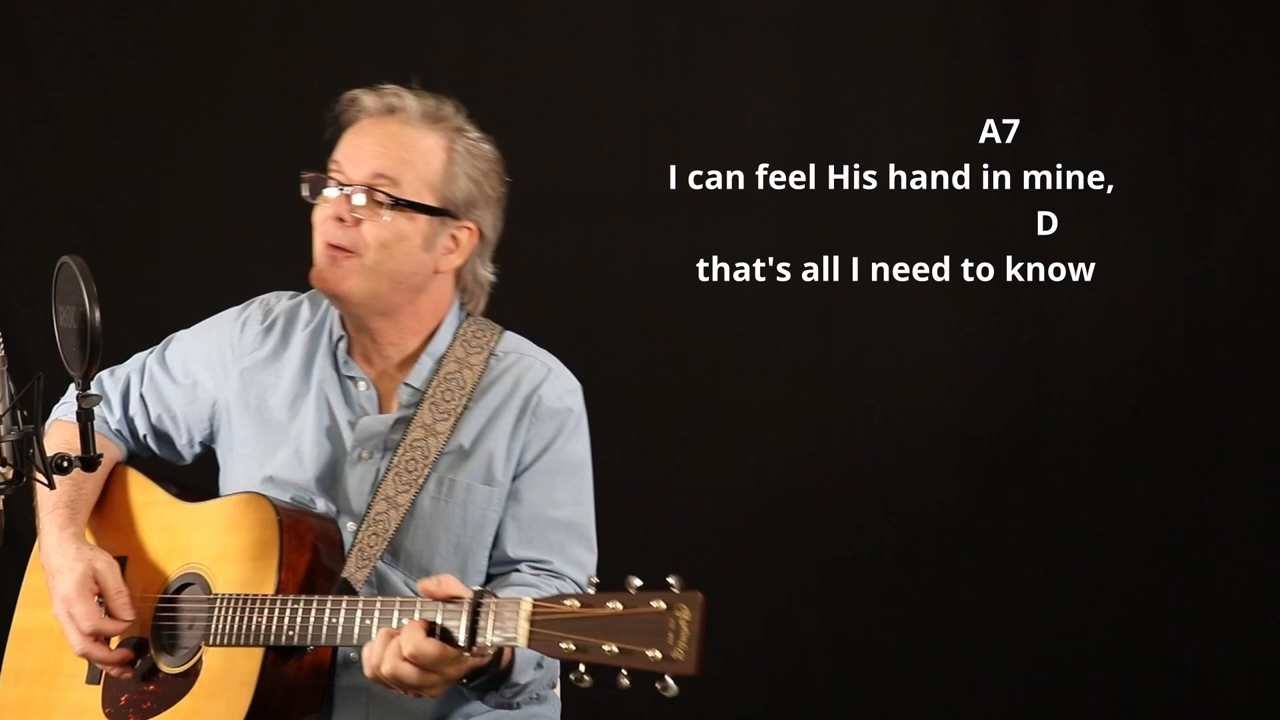 A7
I can feel His hand in mine,
D
that's all I need to know